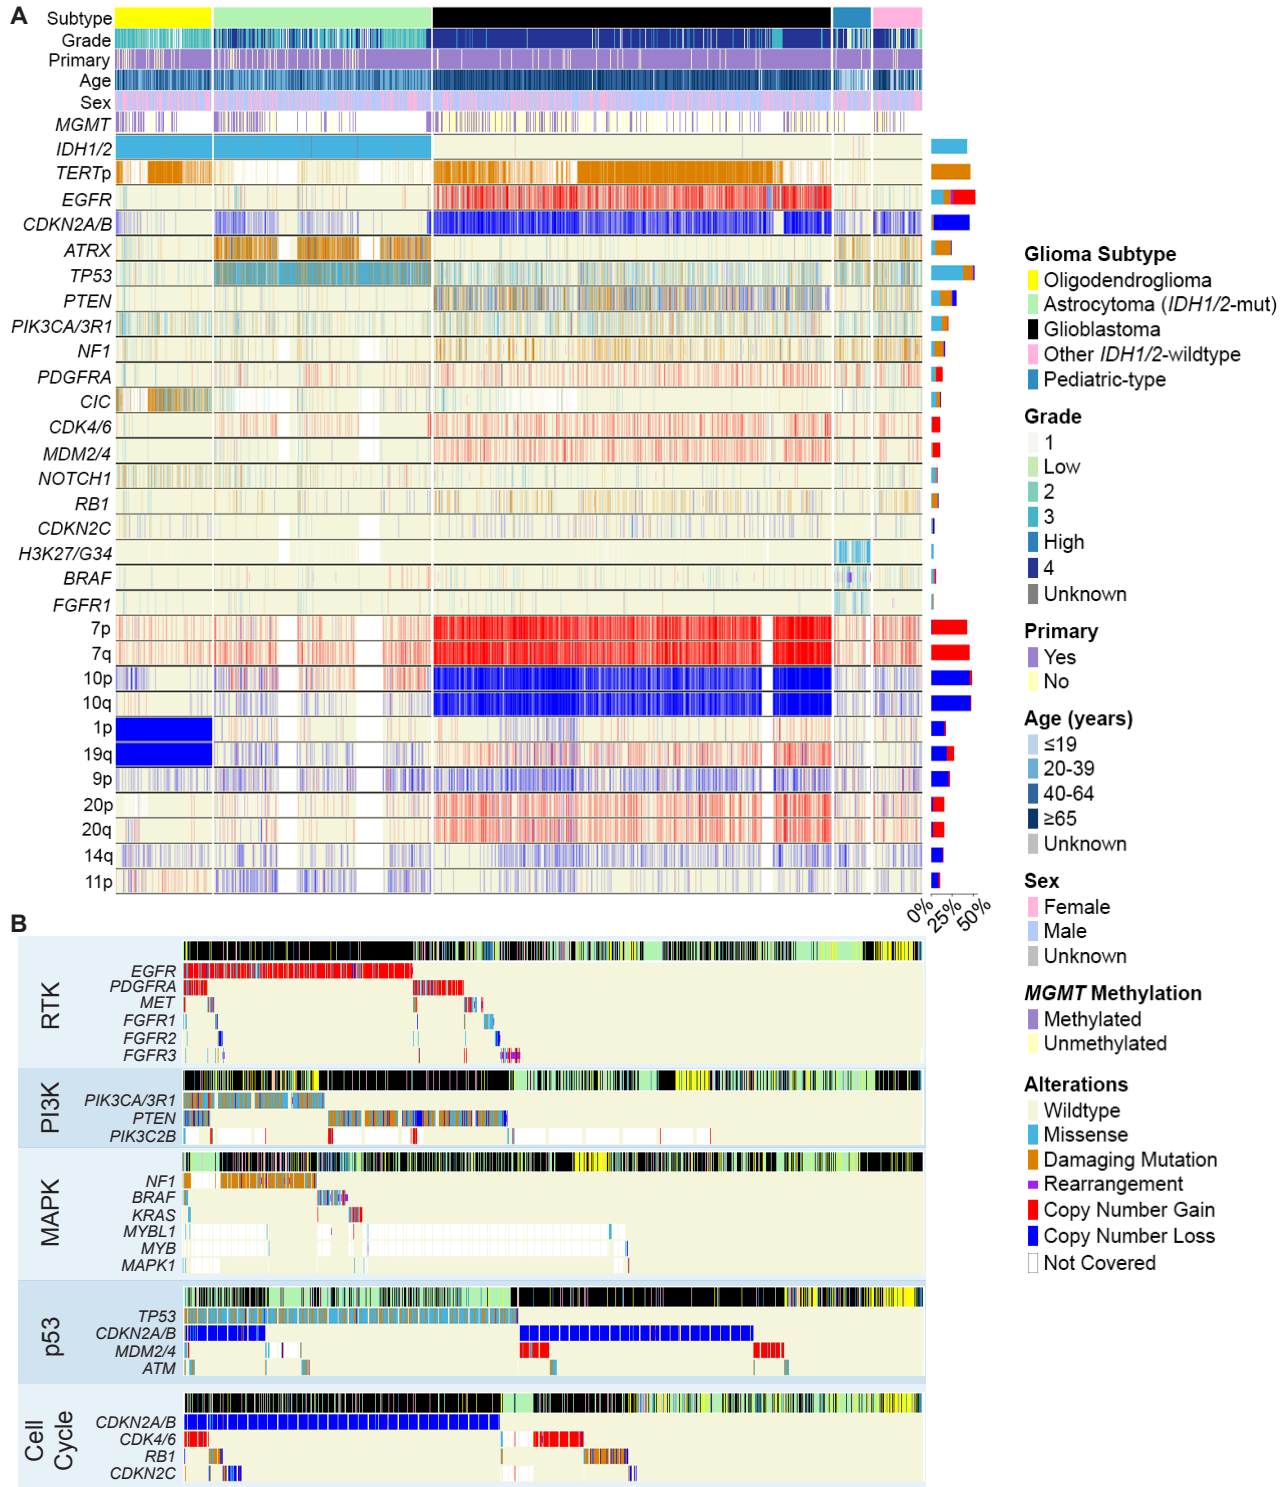 A
Subtype
Grade
Primary
Age
Sex
MGMT
IDH1/2
TERTp
EGFR
CDKN2A/B
ATRX
TP53
PTEN
PIK3CA/3R1
NF1
PDGFRA
CIC
CDK4/6
MDM2/4
NOTCH1
RB1
CDKN2C
H3K27/G34
BRAF
FGFR1
7p
7q
10p
10q
1p
19q
9p
20p
20q
14q
11p
0%
25%
50%
Glioma Subtype
Oligodendroglioma
Astrocytoma (IDH1/2-mut)
Glioblastoma
Other IDH1/2-wildtype
Pediatric-type
Grade
1
Low
2
3
High
4
Unknown
Primary
Yes
No
Age (years)
≤19
20-39
40-64
≥65
Unknown
Sex
Female
Male
Unknown
MGMT Methylation
Methylated
Unmethylated
Alterations
Wildtype
Missense
Damaging Mutation
Rearrangement
Copy Number Gain
Copy Number Loss
Not Covered
B
RTK
EGFR
PDGFRA
MET
FGFR1
FGFR2
FGFR3
PI3K
PIK3CA/3R1
PTEN
PIK3C2B
MAPK
NF1
BRAF
KRAS
MYBL1
MYB
MAPK1
p53
TP53
CDKN2A/B
MDM2/4
ATM
Cell
Cycle
CDKN2A/B
CDK4/6
RB1
CDKN2C